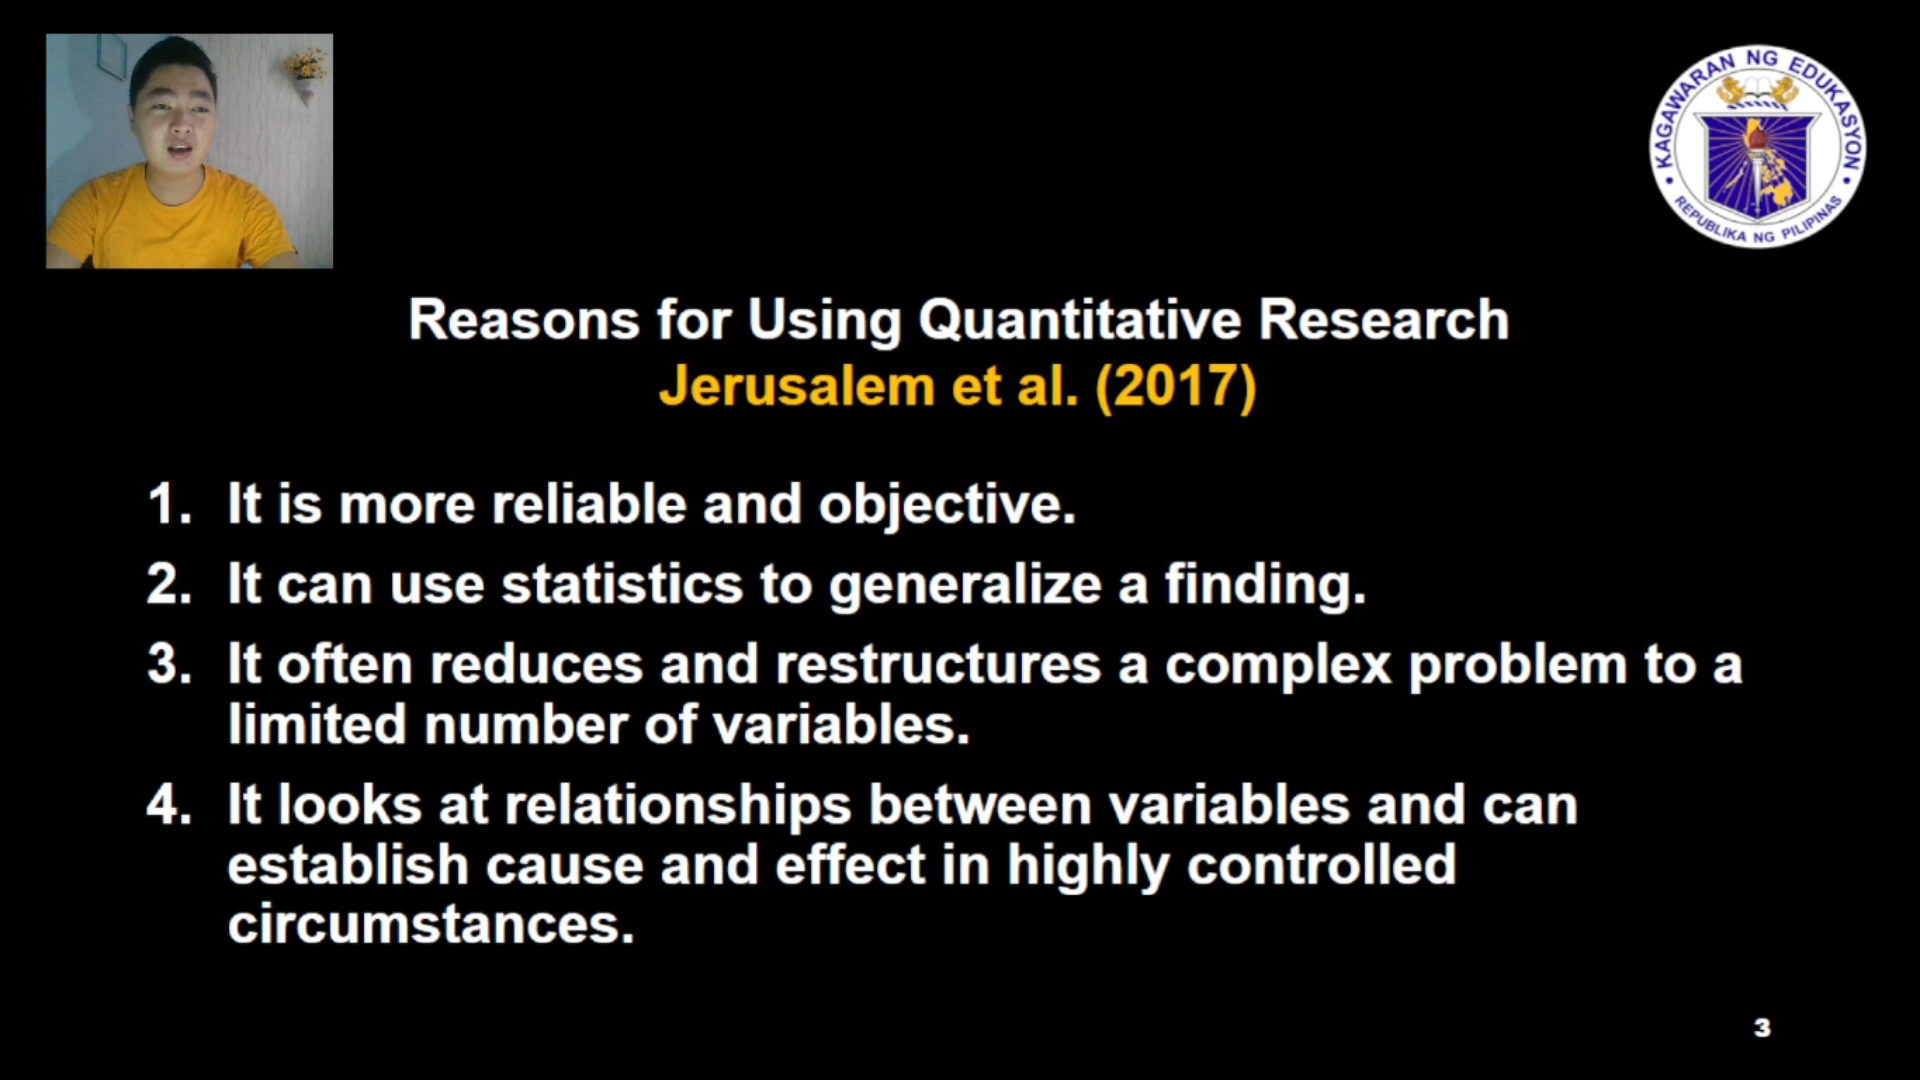 KAGAWARAN NG EDUKASYON
REPUBLIKA NG PILIPINAS
Reasons for Using Quantitative Research
Jerusalem et al. (2017)
1. It is more reliable and objective.
2. It can use statistics to generalize a finding.
3. It often reduces and restructures a complex problem to a
limited number of variables.
4. It looks at relationships between variables and can
establish cause and effect in highly controlled
circumstances.
3